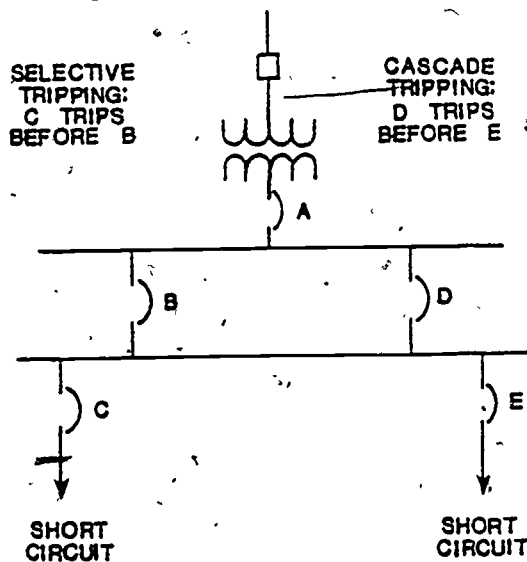 SELECTIVE
TRIPPING:
C TRIPS
BEFORE B
CASCADE
TRIPPING:
D TRIPS
BEFORE E
A
B
D
C
E
SHORT
CIRCUIT
SHORT
CIRCUIT